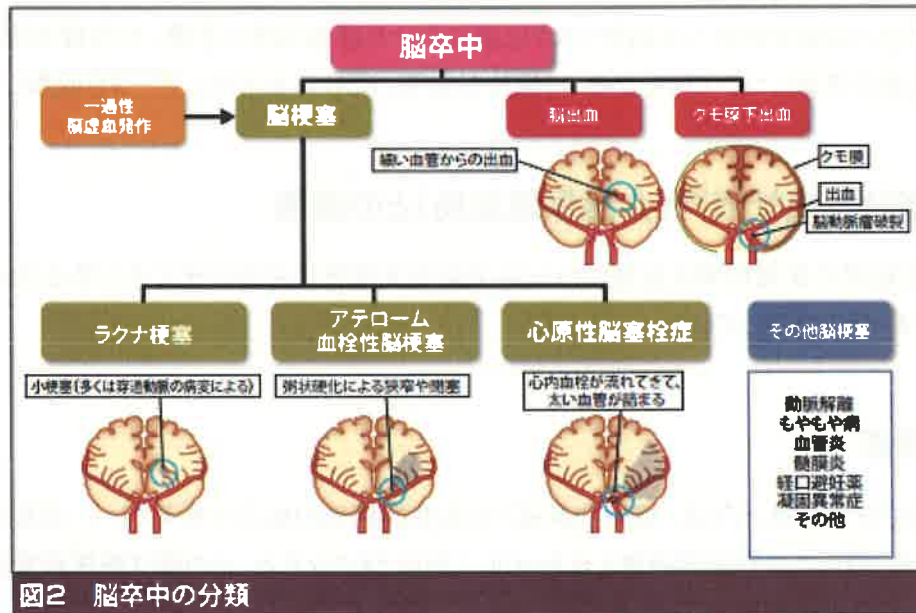 脳卒中
一過性
脳虚血発作
脳梗塞
脳出血
クモ膜下出血
細い血管からの出血
クモ膜
出血
脳動脈瘤破裂
ラクナ梗塞
アテローム
血栓性脳梗塞
心原性脳塞栓症
その他脳梗塞
小梗塞(多くは穿通動脈の病変による)
粥状硬化による狭窄や閉塞
心内血栓が流れてきて、
太い血管が詰まる
動脈解離
もやもや病
血管炎
髄膜炎
経口避妊薬
凝固異常症
その他
図2 脳卒中の分類